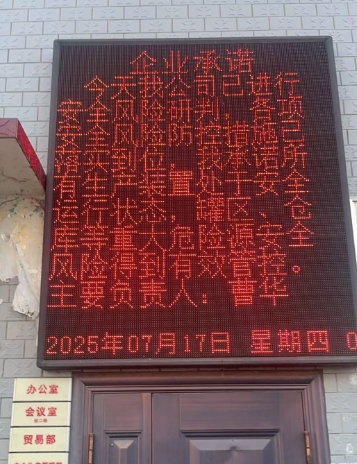 企业承诺
今天我公司已进行
安全风险研判，各项
安全风险防控措施已
落实到位，我承诺所
有生产装置处于安全
运行状态，罐区、仓
库等重大危险源安全
风险得到有效管控。
主要负责人：曹华
2025年07月17日 星期四 0
办公室
会议室
贸易部